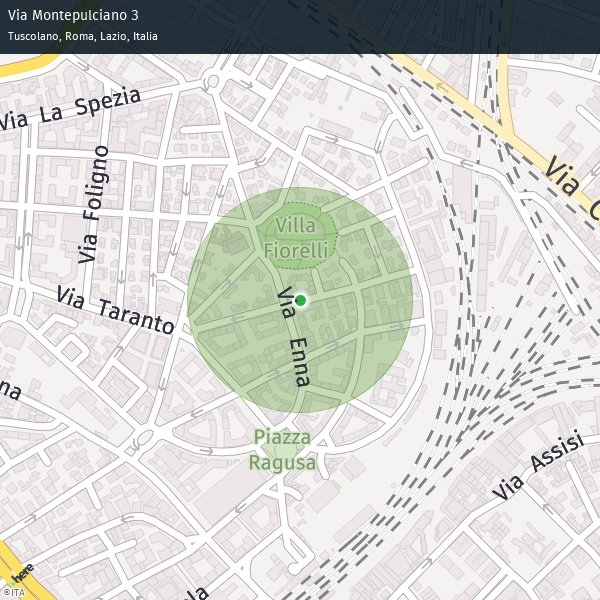 Via Montepulciano 3
Tuscolano, Roma, Lazio, Italia
Via La Spezia
Via Foligno
Via C
Villa
Fiorelli
Via Taranto
Via Enna
na
Piazza
Ragusa
Via Assisi
here
ola
©ITA